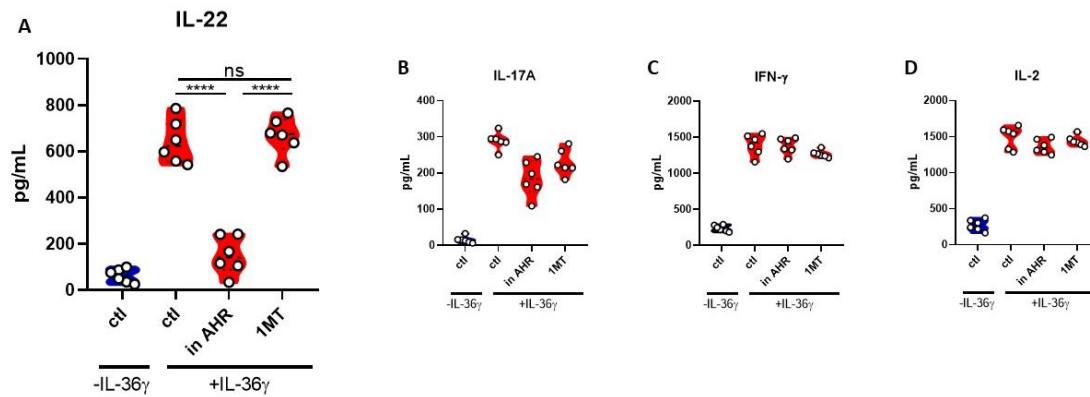 A
IL-22
1000
800
600
400
200
0
pg/mL
ns
**** ****
ctl ctl in AHR 1MT
-IL-36γ +IL-36γ
B
IL-17A
400
300
200
100
0
pg/mL
ctl ctl in AHR 1MT
-IL-36γ +IL-36γ
C
IFN-γ
2000
1500
1000
500
0
pg/mL
ctl ctl in AHR 1MT
-IL-36γ +IL-36γ
D
IL-2
2000
1500
1000
500
0
pg/mL
ctl ctl in AHR 1MT
-IL-36γ +IL-36γ